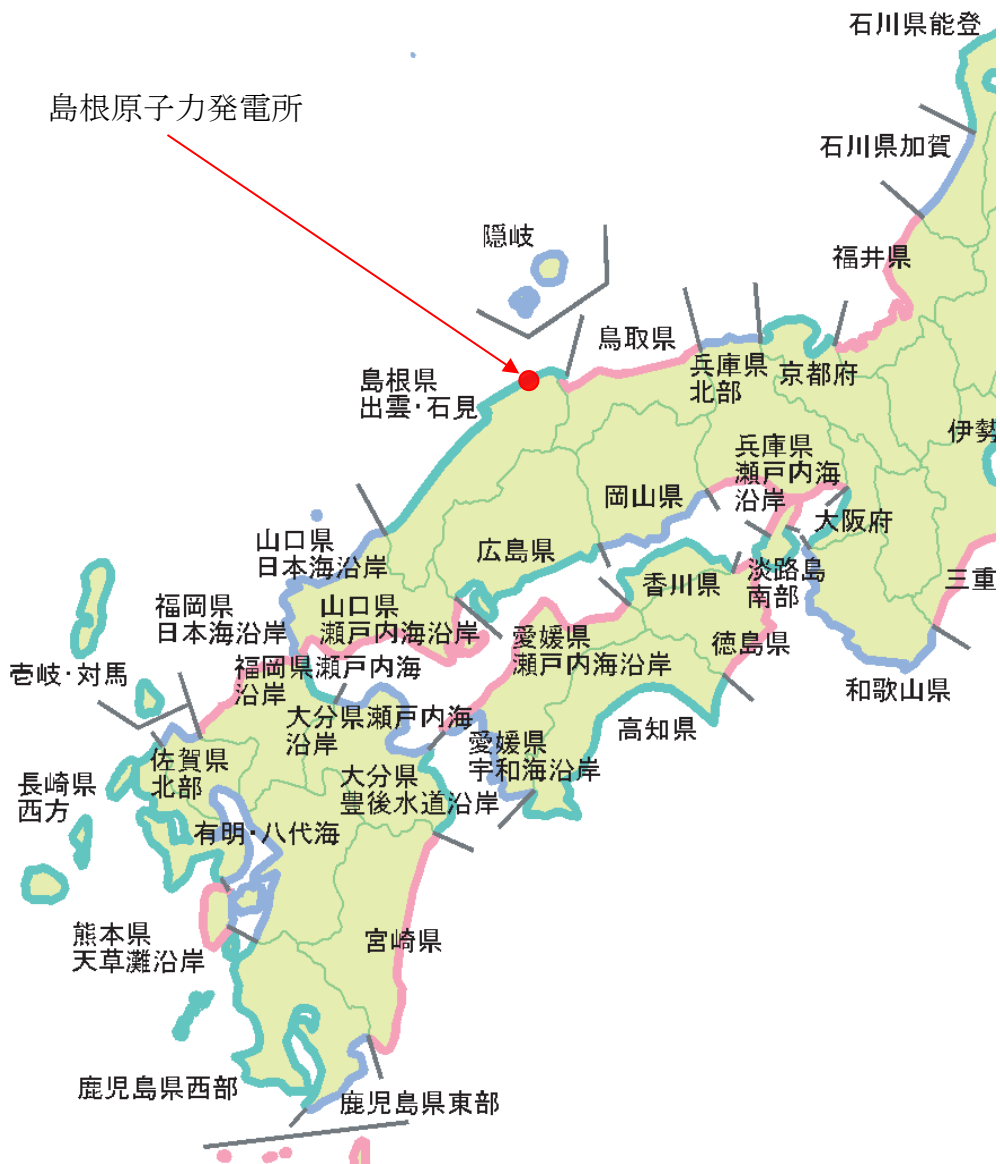 石川県能登
島根原子力発電所
石川県加賀
隠岐
福井県
鳥取県
兵庫県
北部
京都府
島根県
出雲・石見
伊勢
兵庫県
瀬戸内海
沿岸
岡山県
大阪府
山口県
日本海沿岸
広島県
香川県
淡路島
南部
三重
福岡県
日本海沿岸
山口県
瀬戸内海沿岸
愛媛県
瀬戸内海沿岸
徳島県
壱岐・対馬
福岡県瀬戸内海
沿岸
和歌山県
大分県瀬戸内海
沿岸
高知県
愛媛県
宇和海沿岸
佐賀県
北部
長崎県
西方
大分県
豊後水道沿岸
有明・八代海
熊本県
天草灘沿岸
宮崎県
鹿児島県西部
鹿児島県東部